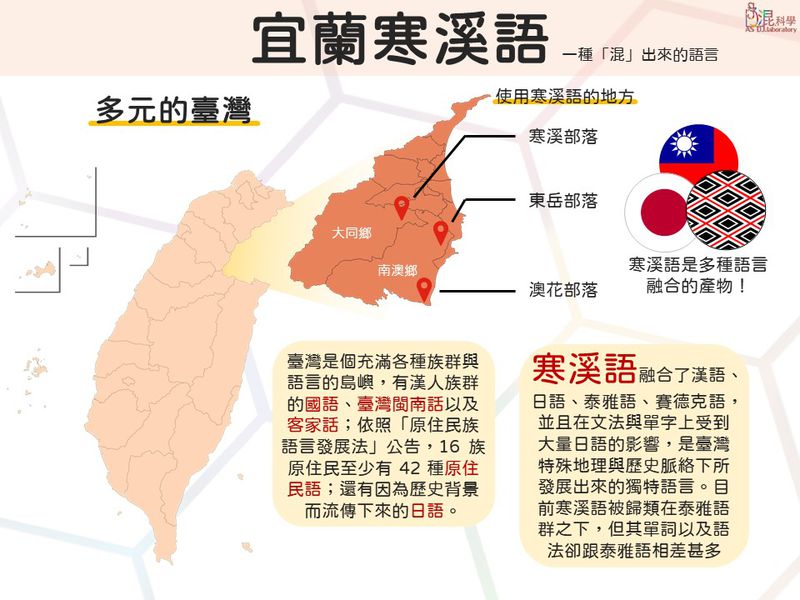 宜蘭寒溪語 一種「混」出來的語言
混科學
AS DJ.laboratory
多元的臺灣
使用寒溪語的地方
寒溪部落
東岳部落
澳花部落
大同鄉
南澳鄉
寒溪語是多種語言
融合的產物！
臺灣是個充滿各種族群與
語言的島嶼，有漢人族群
的國語、臺灣閩南話以及
客家話；依照「原住民族
語言發展法」公告，16 族
原住民至少有 42 種原住
民語；還有因為歷史背景
而流傳下來的日語。
寒溪語融合了漢語、
日語、泰雅語、賽德克語，
並且在文法與單字上受到
大量日語的影響，是臺灣
特殊地理與歷史脈絡下所
發展出來的獨特語言。目
前寒溪語被歸類在泰雅語
群之下，但其單詞以及語
法卻跟泰雅語相差甚多